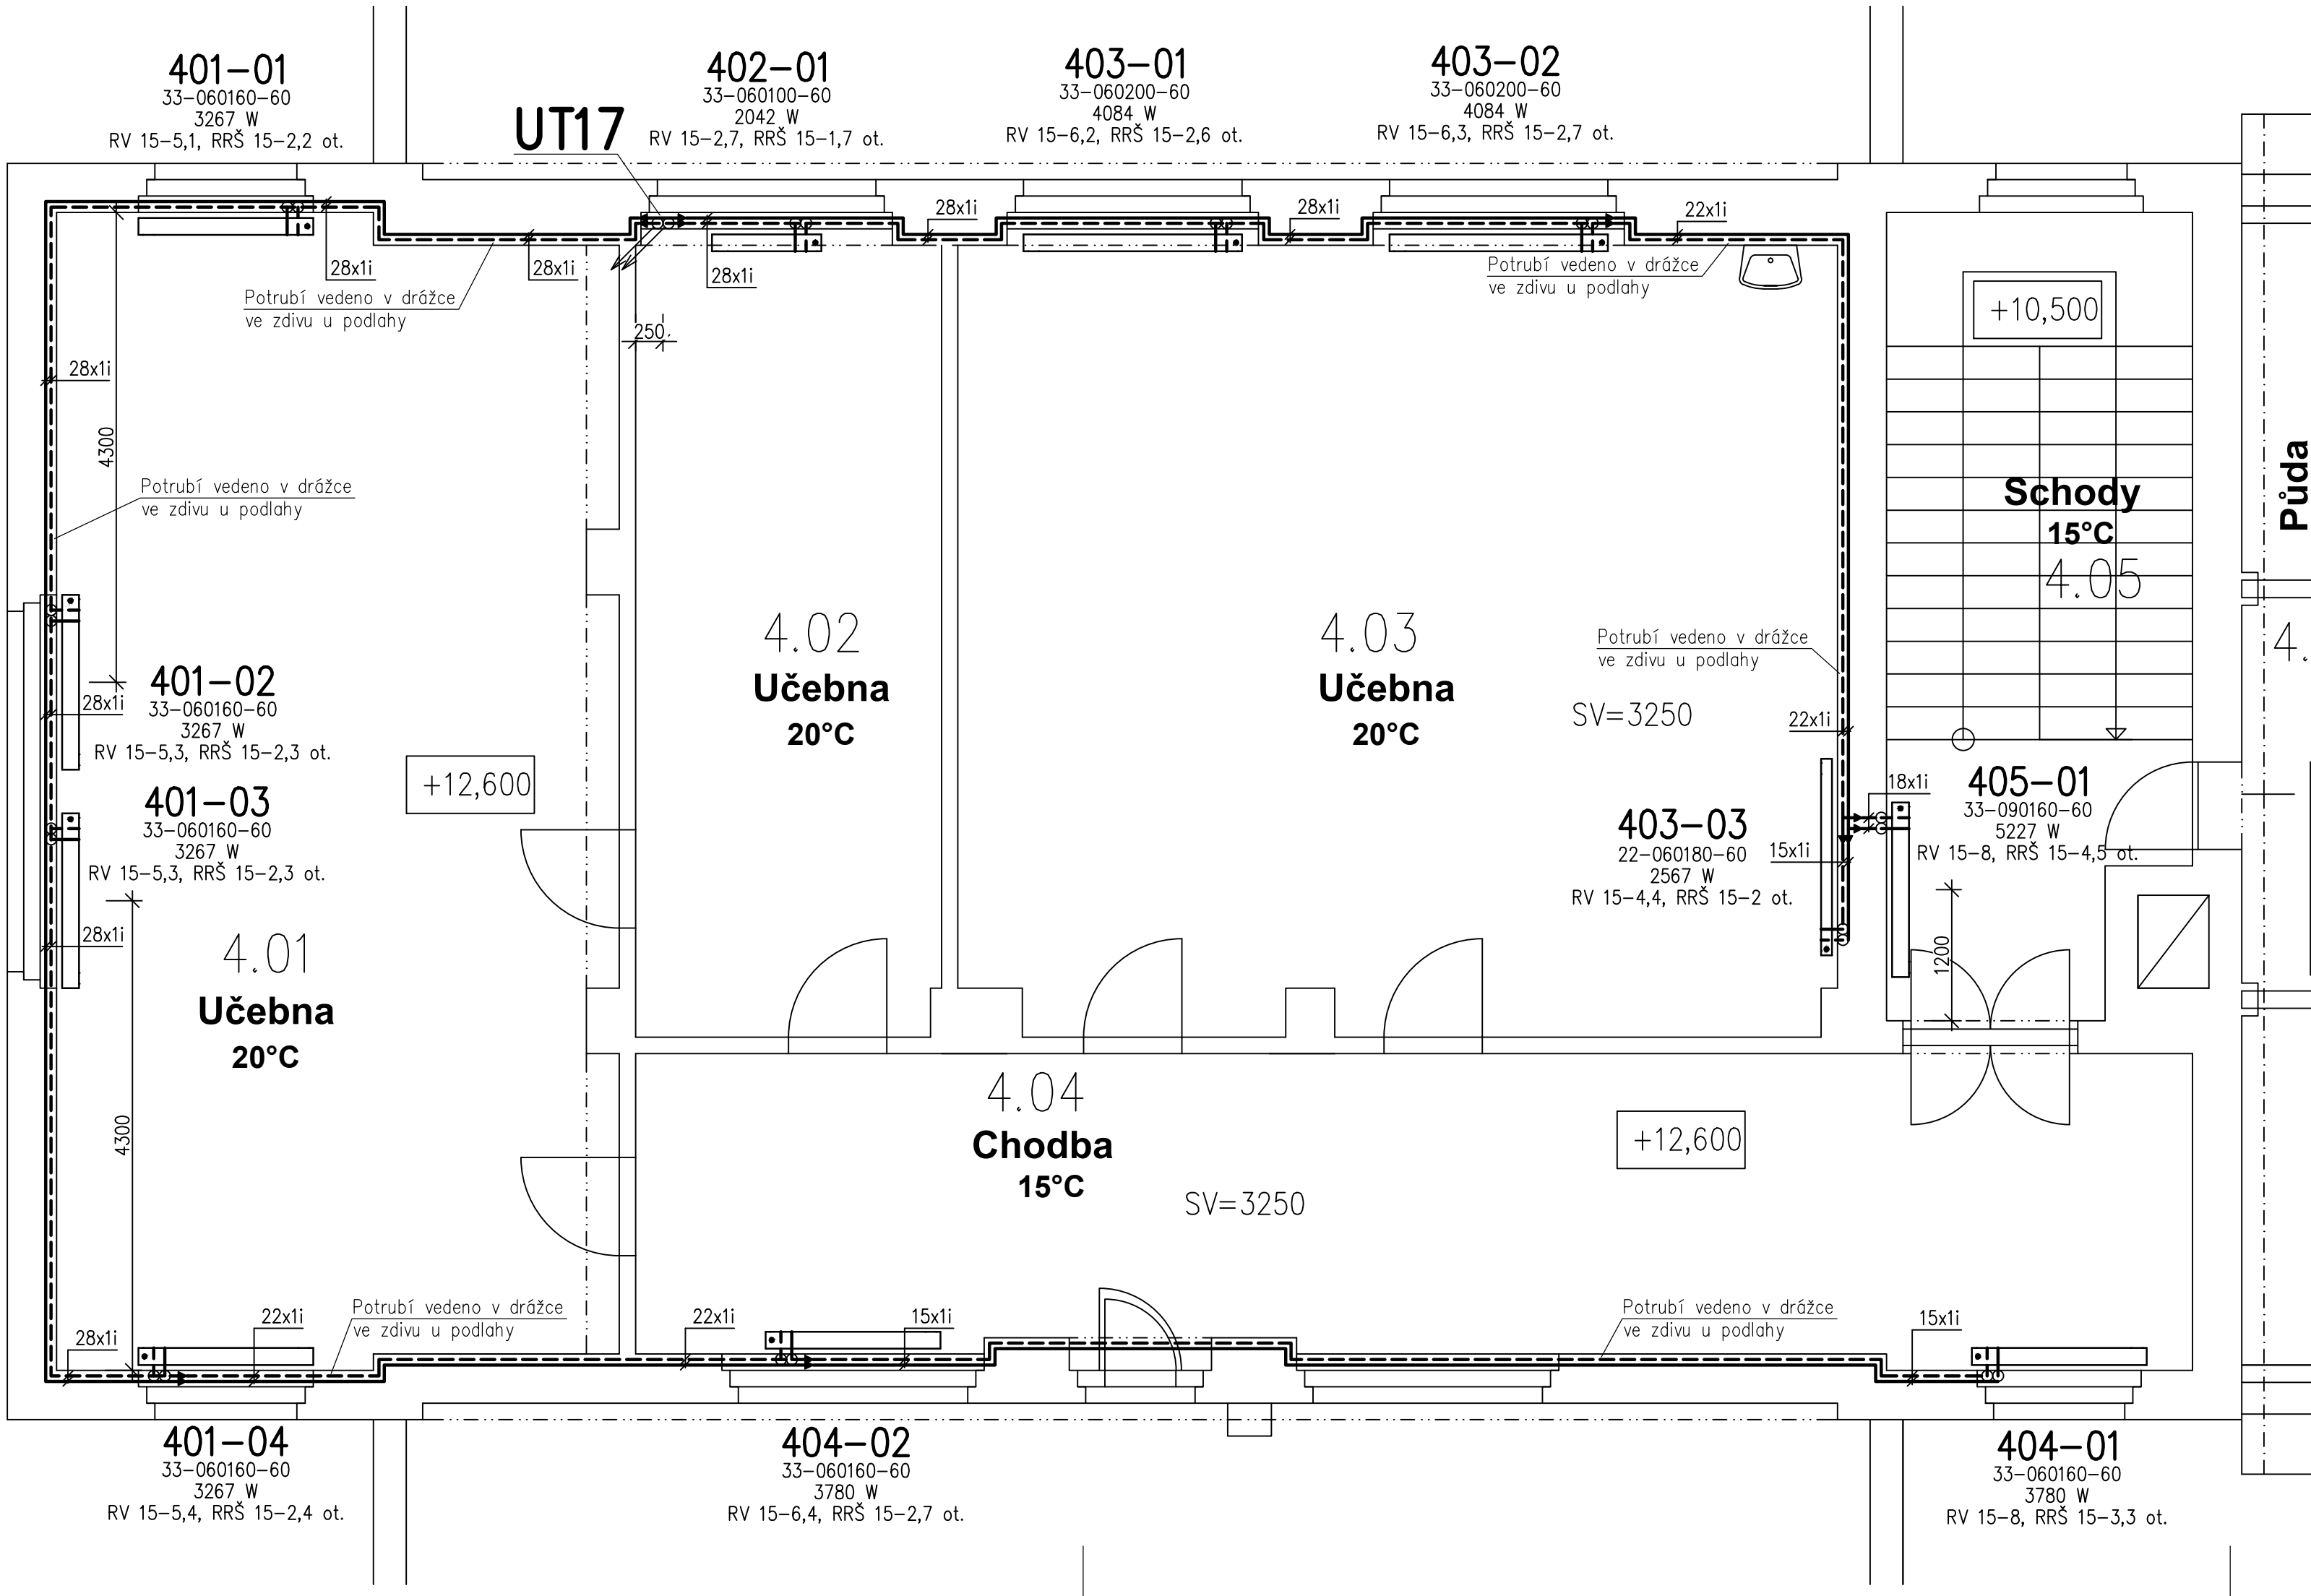 401-01
33-060160-60
3267 W
RV 15-5,1, RRŠ 15-2,2 ot.
UT17
402-01
33-060100-60
2042 W
RV 15-2,7, RRŠ 15-1,7 ot.
403-01
33-060200-60
4084 W
RV 15-6,2, RRŠ 15-2,6 ot.
403-02
33-060200-60
4084 W
RV 15-6,3, RRŠ 15-2,7 ot.
28x1i
28x1i
22x1i
28x1i
28x1i
28x1i
Potrubí vedeno v drážce
ve zdivu u podlahy
Potrubí vedeno v drážce
ve zdivu u podlahy
+10,500
250
28x1i
4300
Potrubí vedeno v drážce
ve zdivu u podlahy
Schody
15°C
4.05
Půda
4.
4.02
Učebna
20°C
4.03
Učebna
20°C
Potrubí vedeno v drážce
ve zdivu u podlahy
SV=3250
22x1i
401-02
33-060160-60
3267 W
RV 15-5,3, RRŠ 15-2,3 ot.
28x1i
+12,600
401-03
33-060160-60
3267 W
RV 15-5,3, RRŠ 15-2,3 ot.
403-03
22-060180-60
2567 W
RV 15-4,4, RRŠ 15-2 ot.
15x1i
18x1i
405-01
33-090160-60
5227 W
RV 15-8, RRŠ 15-4,5 ot.
28x1i
4.01
Učebna
20°C
1200
4.04
Chodba
15°C
+12,600
SV=3250
4300
Potrubí vedeno v drážce
ve zdivu u podlahy
22x1i
28x1i
22x1i
15x1i
Potrubí vedeno v drážce
ve zdivu u podlahy
15x1i
401-04
33-060160-60
3267 W
RV 15-5,4, RRŠ 15-2,4 ot.
404-02
33-060160-60
3780 W
RV 15-6,4, RRŠ 15-2,7 ot.
404-01
33-060160-60
3780 W
RV 15-8, RRŠ 15-3,3 ot.